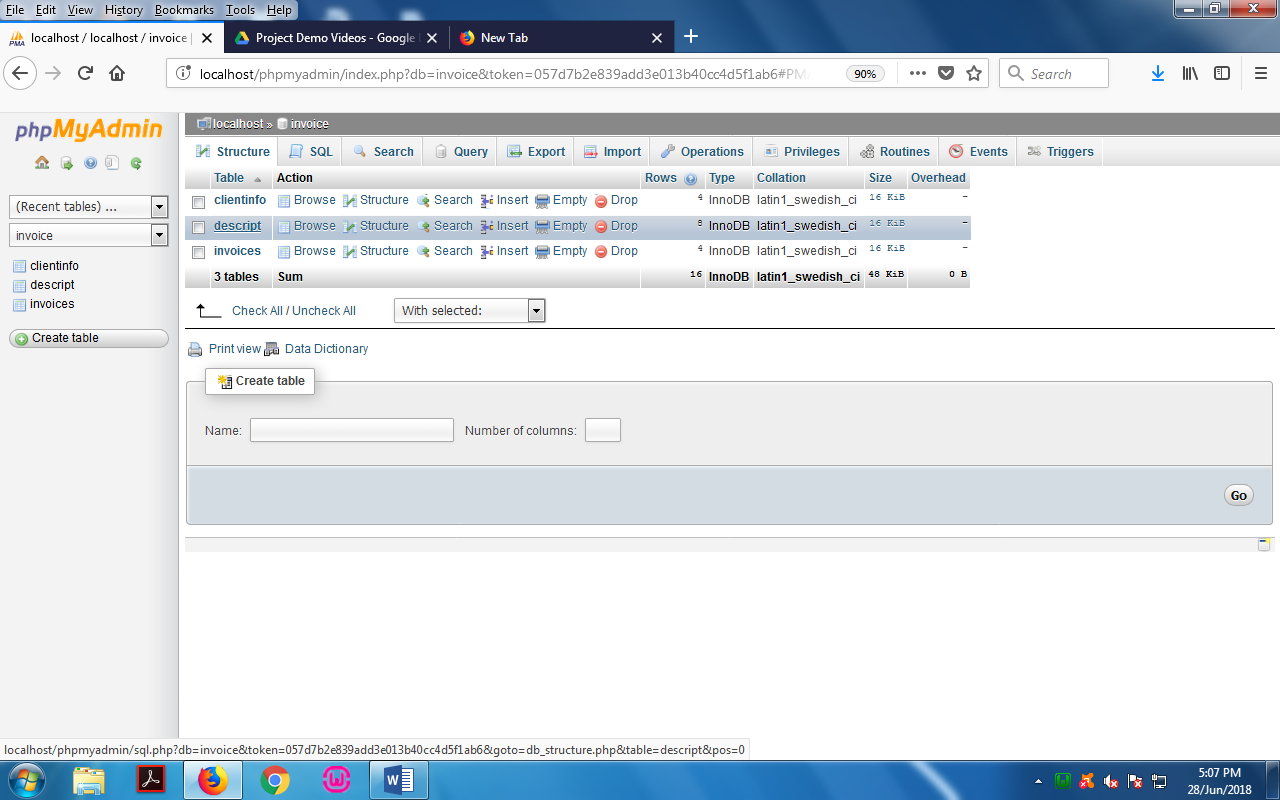 File Edit View History Bookmarks Tools Help
localhost / localhost / invoice | Project Demo Videos - Google New Tab
localhost/phpmyadmin/index.php?db=invoice&token=057d7b2e839add3e013b40cc4d5f1ab6#PM 90% Search
phpMyAdmin
(Recent tables) ...
invoice
clientinfo
descript
invoices
Create table
localhost » invoice
Structure SQL Search Query Export Import Operations Privileges Routines Events Triggers
Table Action Rows Type Collation Size Overhead
clientinfo Browse Structure Search Insert Empty Drop 4 InnoDB latin1_swedish_ci 16 KiB -
descript Browse Structure Search Insert Empty Drop 8 InnoDB latin1_swedish_ci 16 KiB -
invoices Browse Structure Search Insert Empty Drop 4 InnoDB latin1_swedish_ci 16 KiB -
3 tables Sum 16 InnoDB latin1_swedish_ci 48 KiB 0 B
Check All / Uncheck All With selected:
Print view Data Dictionary
Create table
Name: Number of columns:
Go
localhost/phpmyadmin/sql.php?db=invoice&token=057d7b2e839add3e013b40cc4d5f1ab6&goto=db_structure.php&table=descript&pos=0
5:07 PM
28/Jun/2018